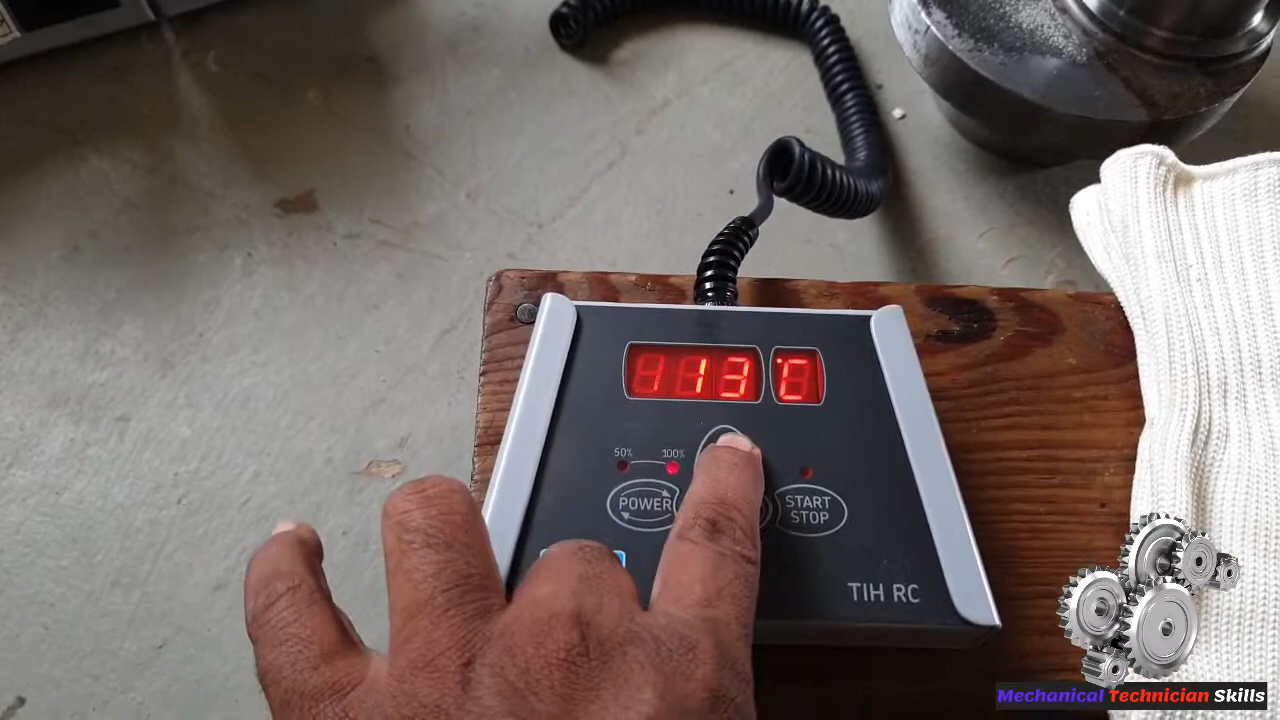 113 °C
50% 100%
POWER
START
STOP
TIH RC
Mechanical Technician Skills